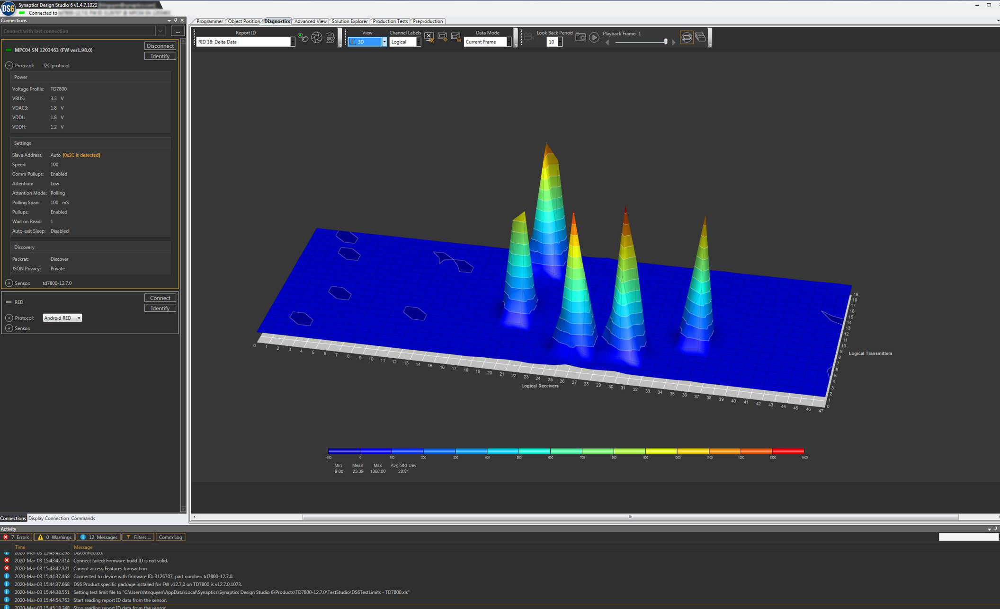 DS6 Synaptics Design Studio 6 v1.4.7.1022
Connected to
Connections
Connect with last connection
...
MPC04 SN 1203463 (FW ver1.98.0)
Disconnect
Identify
Protocol: I2C protocol
Power
Voltage Profile: TD7800
VBUS: 3.3 V
VDAC3: 1.8 V
VDDL: 1.8 V
VDDH: 1.2 V
Settings
Slave Address: Auto [0x2C is detected]
Speed: 100
Comm Pullups: Enabled
Attention: Low
Attention Mode: Polling
Polling Span: 100 mS
Pullups: Enabled
Wait on Read: 1
Auto-exit Sleep: Disabled
Discovery
Packrat: Discover
JSON Privacy: Private
Sensor: td7800-12.7.0
RED
Connect
Identify
Protocol: Android RED
Sensor:
Connections Display Connection Commands
Programmer Object Position Diagnostics Advanced View Solution Explorer Production Tests Preproduction
Report ID
RID 18: Delta Data
View
3D
Channel Labels
Logical
Data Mode
Current Frame
Look Back Period
10
Playback Frame: 1
0 1 2 3 4 5 6 7 8 9 10 11 12 13 14 15 16 17 18 19 20 21 22 23 24 25 26 27 28 29 30 31 32 33 34 35 36 37 38 39 40 41 42 43 44 45 46 47
Logical Receivers
19
18
17
16
15
14
13
12
11
10
9
8
7
6
5
4
3
2
1
0
Logical Transmitters
-100 0 100 200 300 400 500 600 700 800 900 1000 1100 1200 1300 1400
Min Mean Max Avg Std Dev
-9.00 23.39 1368.00 28.81
Activity
7 Errors 0 Warnings 12 Messages Filters ... Comm Log
Time Message
2020-Mar-03 15:43:42.298 Disconnected.
2020-Mar-03 15:43:42.314 Connect failed: Firmware build ID is not valid.
2020-Mar-03 15:43:42.321 Cannot access Features transaction
2020-Mar-03 15:44:37.468 Connected to device with firmware ID: 3126707, part number: td7800-12.7.0.
2020-Mar-03 15:44:37.668 DS6 Product specific package installed for FW v12.7.0 on TD7800 is v12.7.0.1073.
2020-Mar-03 15:44:38.551 Setting test limit file to "C:\Users\htnguyen\AppData\Local\Synaptics\Synaptics Design Studio 6\Products\TD7800-12.7.0\TestStudio\DS6TestLimits - TD7800.xls"
2020-Mar-03 15:44:54.763 Start reading report ID data from the sensor.
2020-Mar-03 15:45:18.248 Stop reading report ID data from the sensor.